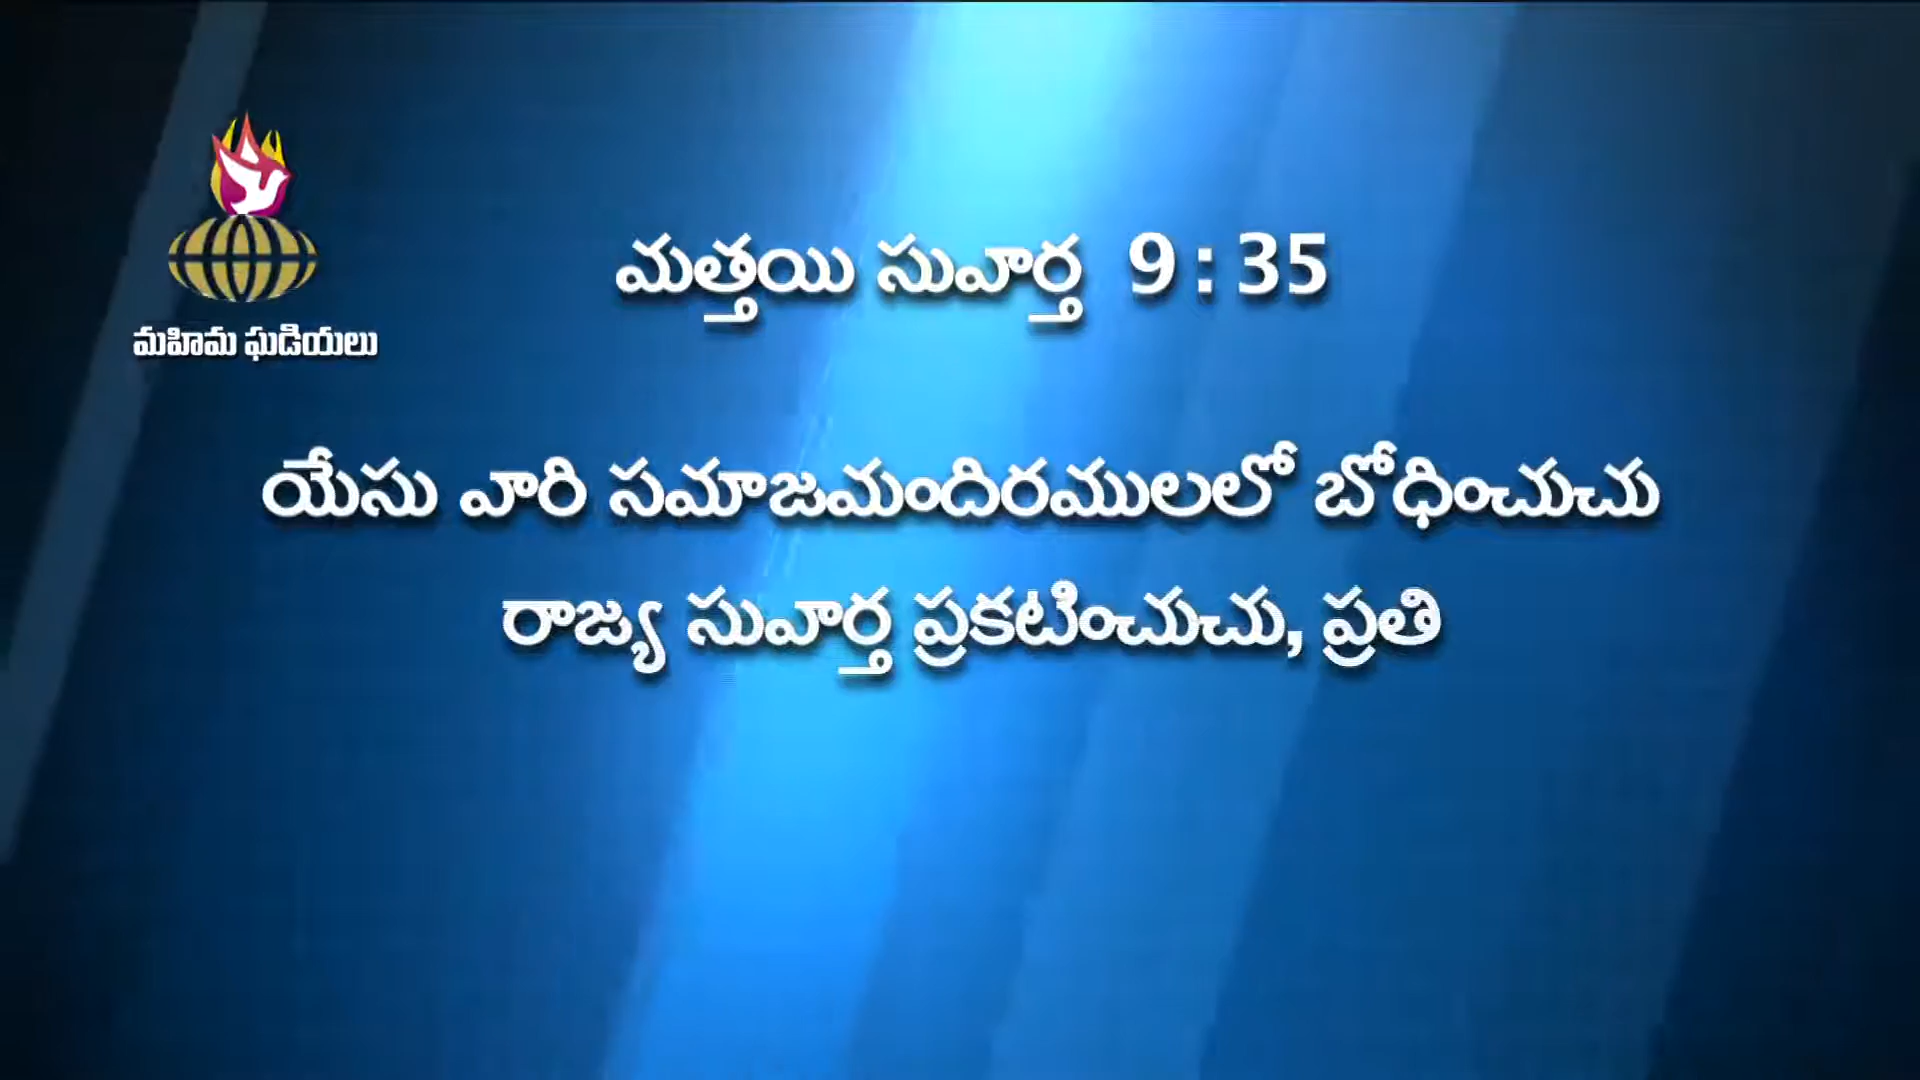 మత్తయి సువార్త 9 : 35
మహిమ ఘడియలు
యేసు వారి సమాజమందిరములలో బోధించుచు
రాజ్య సువార్త ప్రకటించుచు, ప్రతి